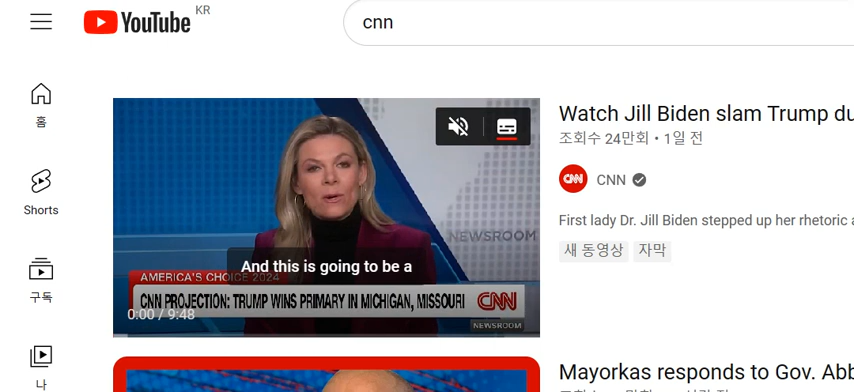 YouTube KR
cnn
홈
Shorts
구독
나
And this is going to be a
AMERICA'S CHOICE 2024
CNN PROJECTION: TRUMP WINS PRIMARY IN MICHIGAN, MISSOURI CNN
0:00 / 9:48
NEWSROOM
NEWSROOM
Watch Jill Biden slam Trump du
조회수 24만회 • 1일 전
CNN CNN
First lady Dr. Jill Biden stepped up her rhetoric a
새 동영상 자막
Mayorkas responds to Gov. Abb